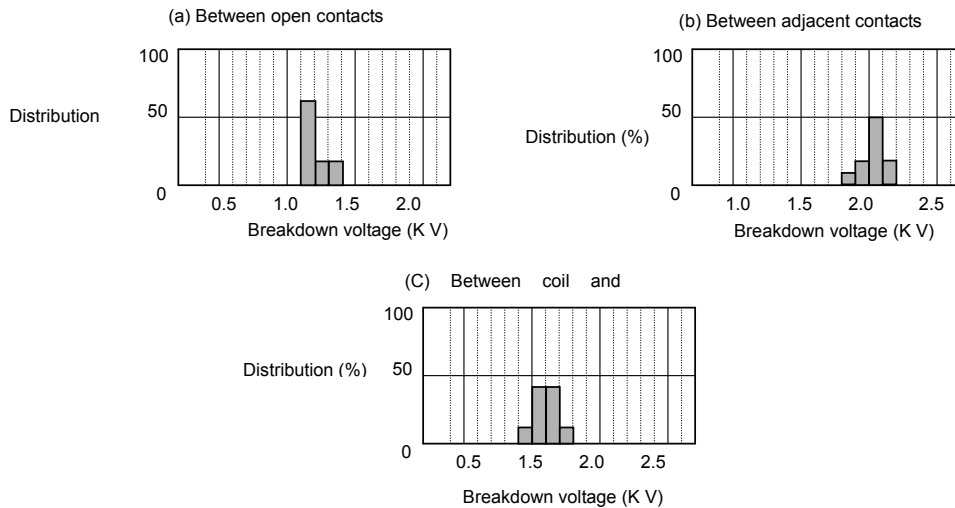 (a) Between open contacts
100
50
0
Distribution
0.5 1.0 1.5 2.0
Breakdown voltage (K V)
(b) Between adjacent contacts
100
50
0
Distribution (%)
1.0 1.5 2.0 2.5
Breakdown voltage (K V)
(C) Between coil and
100
50
0
Distribution (%)
0.5 1.5 2.0 2.5
Breakdown voltage (K V)